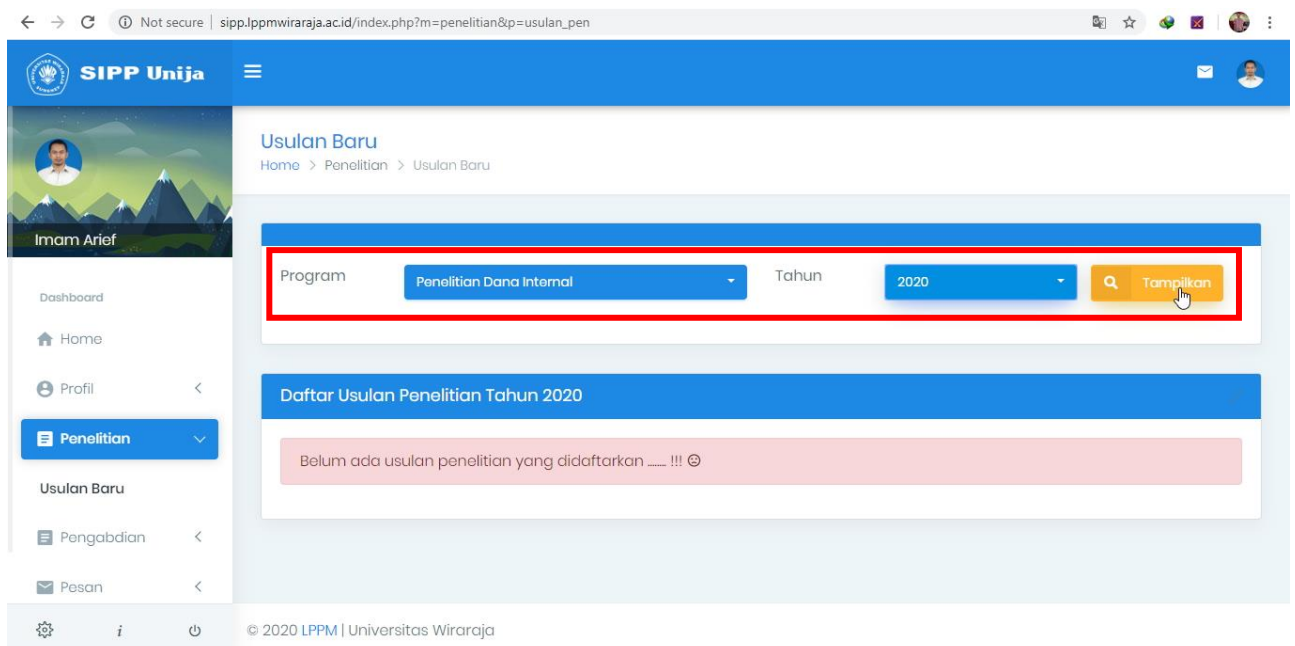 Not secure | sipp.lppmwiraraja.ac.id/index.php?m=penelitian&p=usulan_pen
SIPP Unija
Imam Arief
Dashboard
Home
Profil
Penelitian
Usulan Baru
Pengabdian
Pesan
Usulan Baru
Home > Penelitian > Usulan Baru
Program Penelitian Dana Internal Tahun 2020 Tampilkan
Daftar Usulan Penelitian Tahun 2020
Belum ada usulan penelitian yang didaftarkan ....... !!!
© 2020 LPPM | Universitas Wiraraja